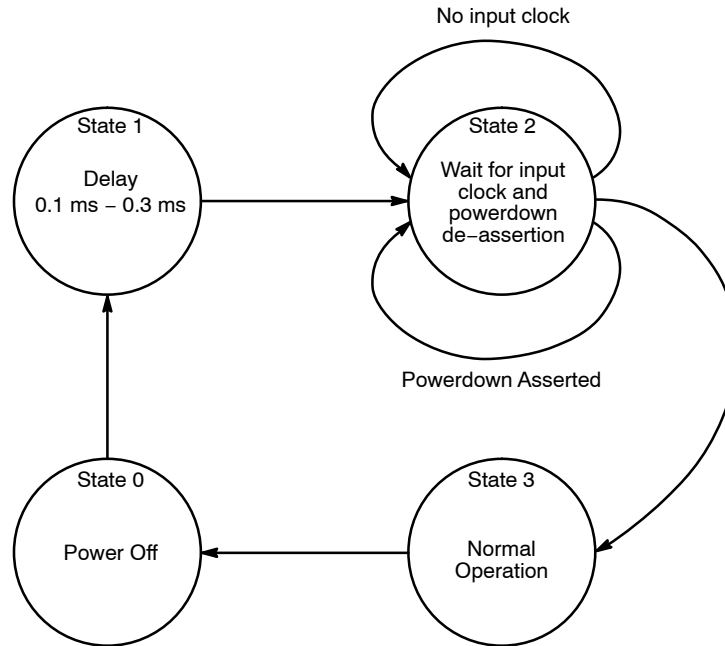 No input clock
State 1
Delay
0.1 ms − 0.3 ms
State 2
Wait for input
clock and
powerdown
de−assertion
Powerdown Asserted
State 0
Power Off
State 3
Normal
Operation